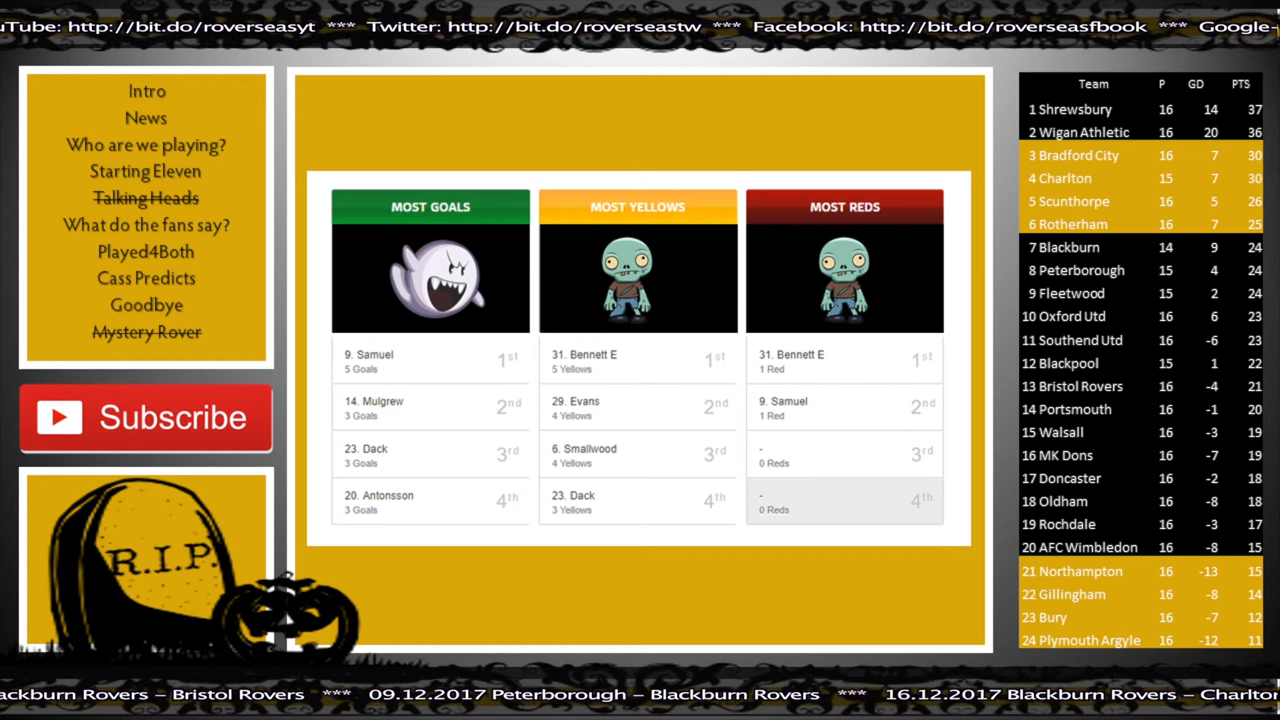 uTube: http://bit.do/roverseasyt *** Twitter: http://bit.do/roverseastw *** Facebook: http://bit.do/roverseasfbook *** Google-
Intro
News
Who are we playing?
Starting Eleven
Talking Heads
What do the fans say?
Played4Both
Cass Predicts
Goodbye
Mystery Rover
Subscribe
R.I.P.
MOST GOALS
9. Samuel 1st
5 Goals
14. Mulgrew 2nd
3 Goals
23. Dack 3rd
3 Goals
20. Antonsson 4th
3 Goals
MOST YELLOWS
31. Bennett E 1st
5 Yellows
29. Evans 2nd
4 Yellows
6. Smallwood 3rd
4 Yellows
23. Dack 4th
3 Yellows
MOST REDS
31. Bennett E 1st
1 Red
9. Samuel 2nd
1 Red
- 3rd
0 Reds
- 4th
0 Reds
Team P GD PTS
1 Shrewsbury 16 14 37
2 Wigan Athletic 16 20 36
3 Bradford City 16 7 30
4 Charlton 15 7 30
5 Scunthorpe 16 5 26
6 Rotherham 16 7 25
7 Blackburn 14 9 24
8 Peterborough 15 4 24
9 Fleetwood 15 2 24
10 Oxford Utd 16 6 23
11 Southend Utd 16 -6 23
12 Blackpool 15 1 22
13 Bristol Rovers 16 -4 21
14 Portsmouth 16 -1 20
15 Walsall 16 -3 19
16 MK Dons 16 -7 19
17 Doncaster 16 -2 18
18 Oldham 16 -8 18
19 Rochdale 16 -3 17
20 AFC Wimbledon 16 -8 15
21 Northampton 16 -13 15
22 Gillingham 16 -8 14
23 Bury 16 -7 12
24 Plymouth Argyle 16 -12 11
ackburn Rovers – Bristol Rovers *** 09.12.2017 Peterborough – Blackburn Rovers *** 16.12.2017 Blackburn Rovers – Charlton